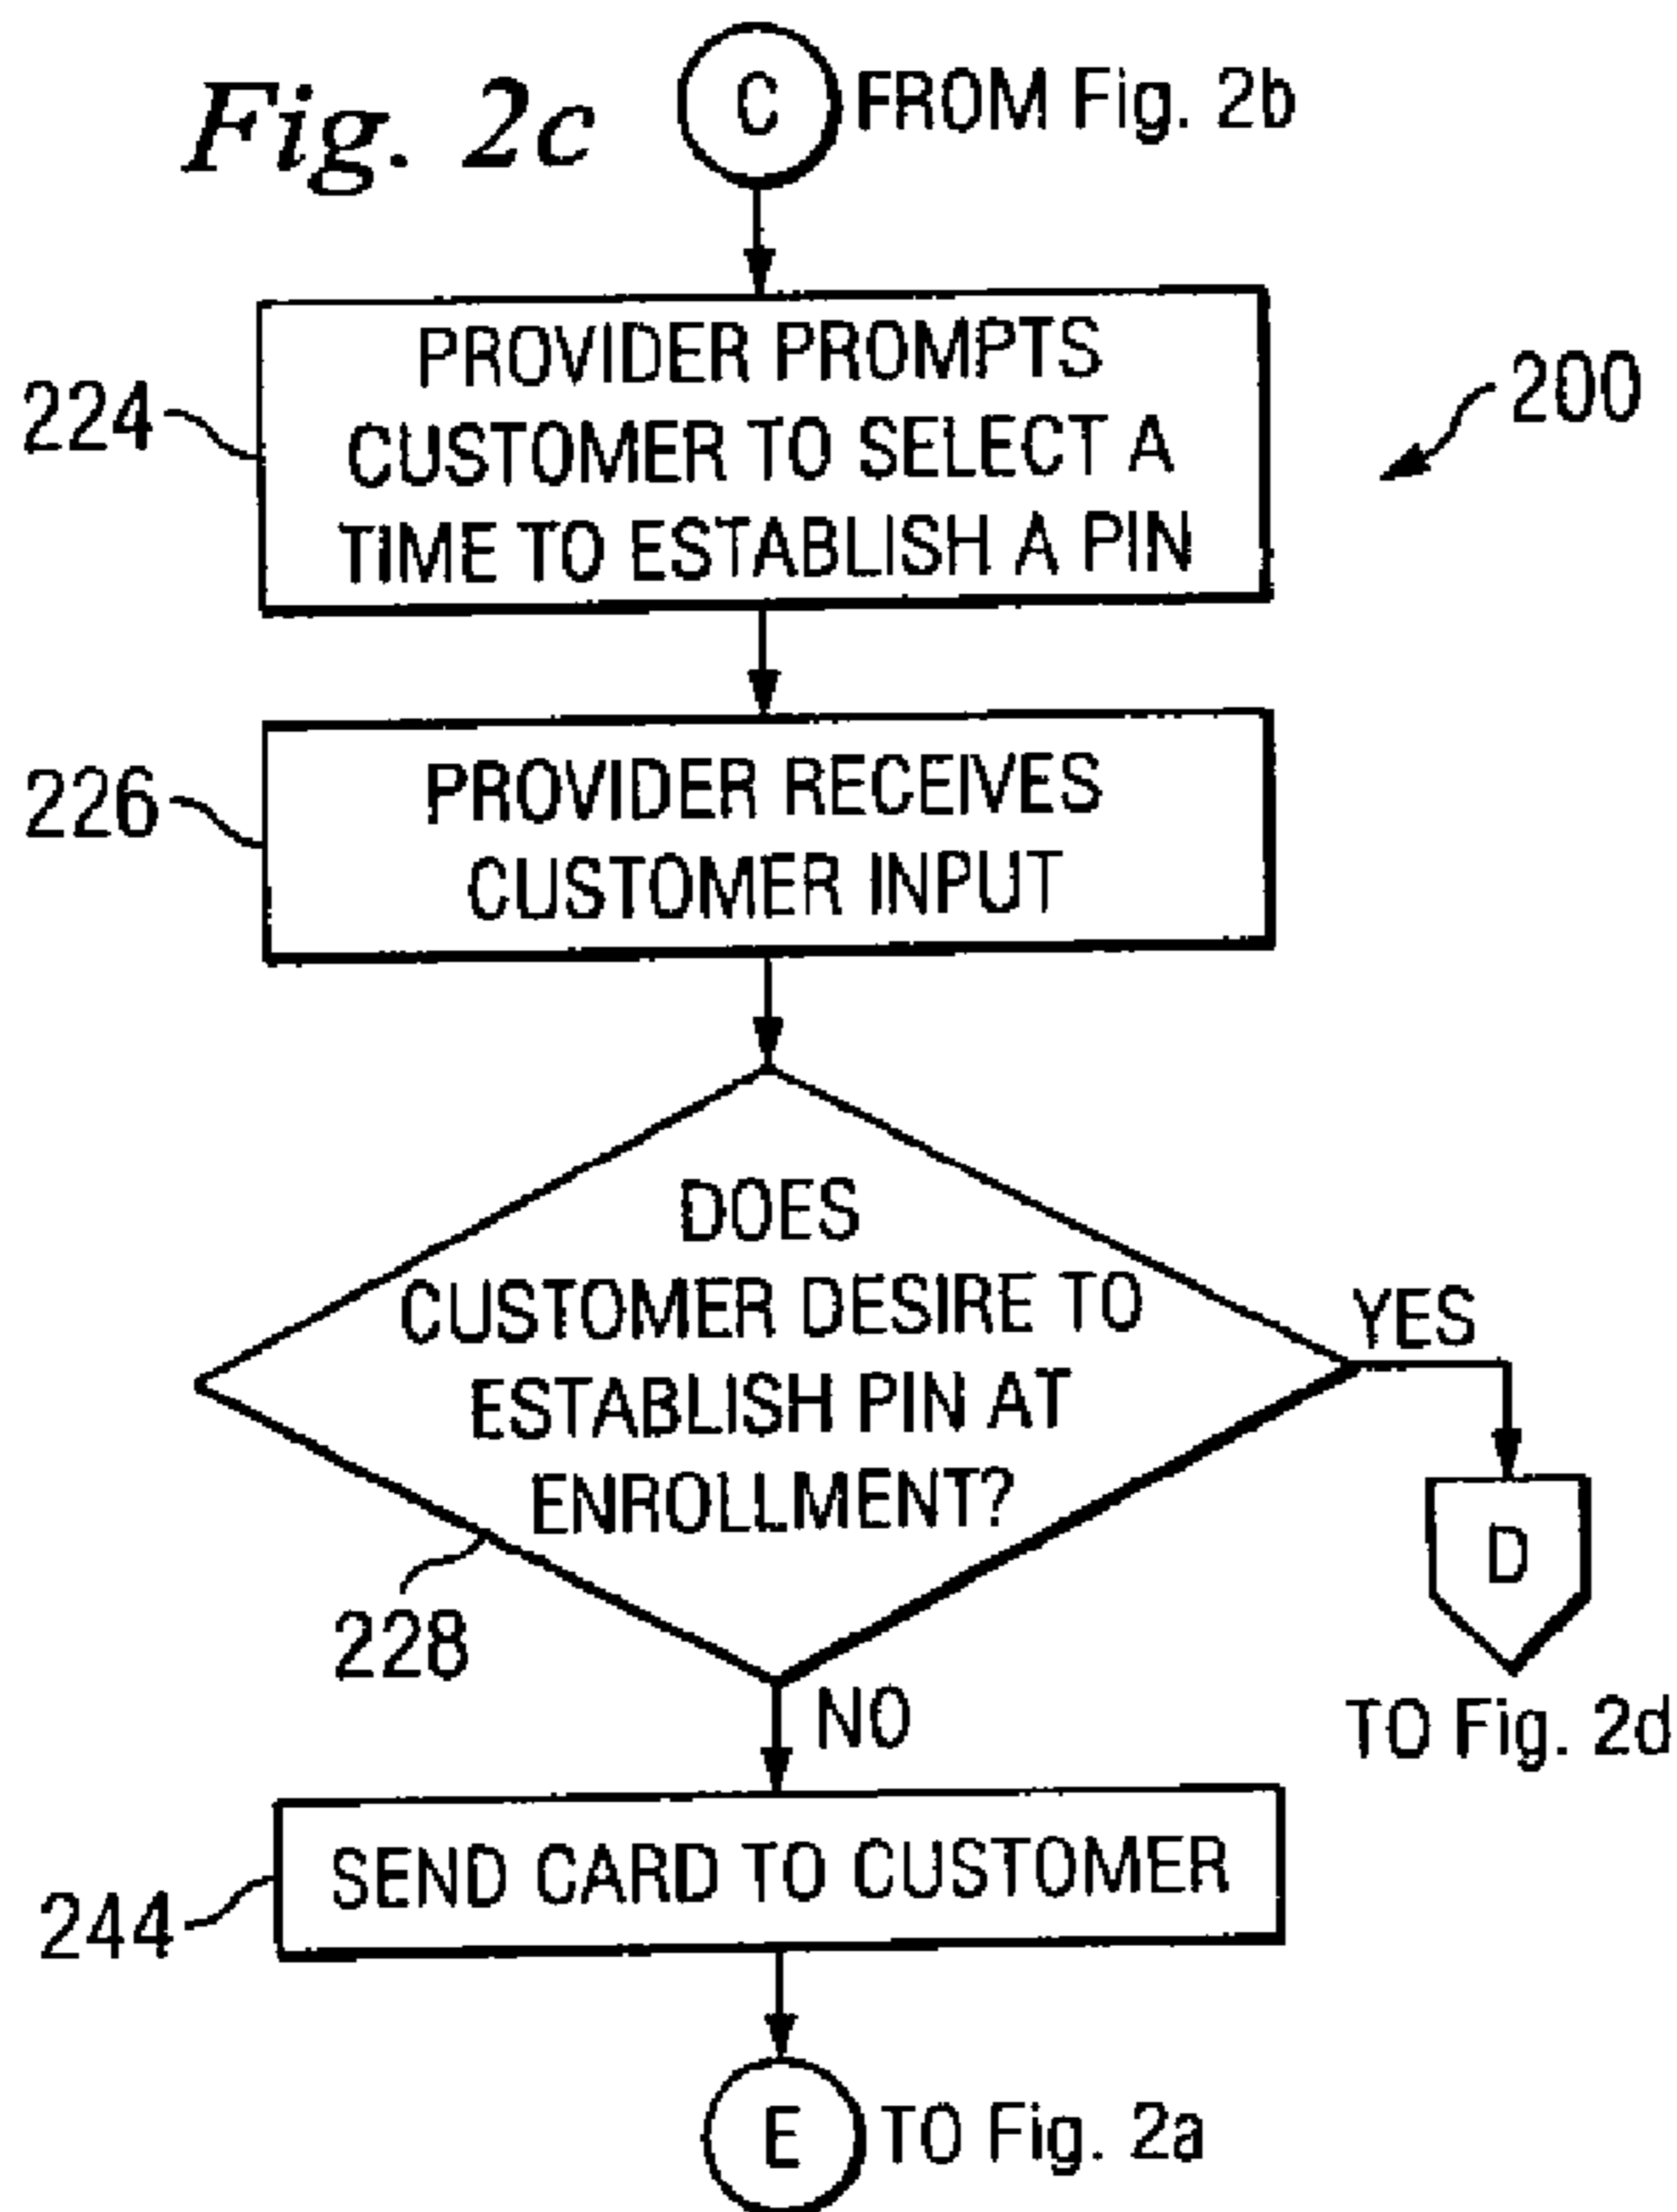 Fig. 2c
C FROM Fig. 2b
PROVIDER PROMPTS
CUSTOMER TO SELECT A
TIME TO ESTABLISH A PIN
224
200
PROVIDER RECEIVES
CUSTOMER INPUT
226
DOES
CUSTOMER DESIRE TO
ESTABLISH PIN AT
ENROLLMENT?
228
YES
D
TO Fig. 2d
NO
SEND CARD TO CUSTOMER
244
E TO Fig. 2a